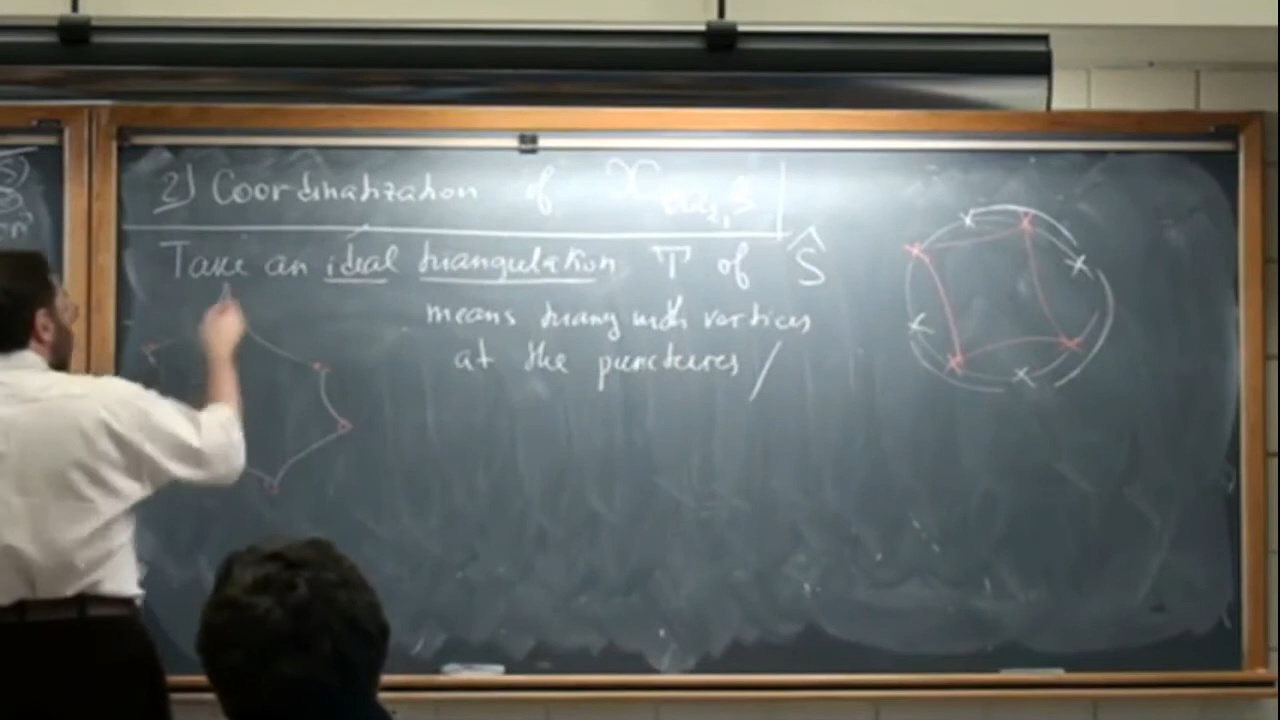 2) Coordinatization of X
Take an ideal triangulation T of Ŝ
means triang with vertices
at the punctures /